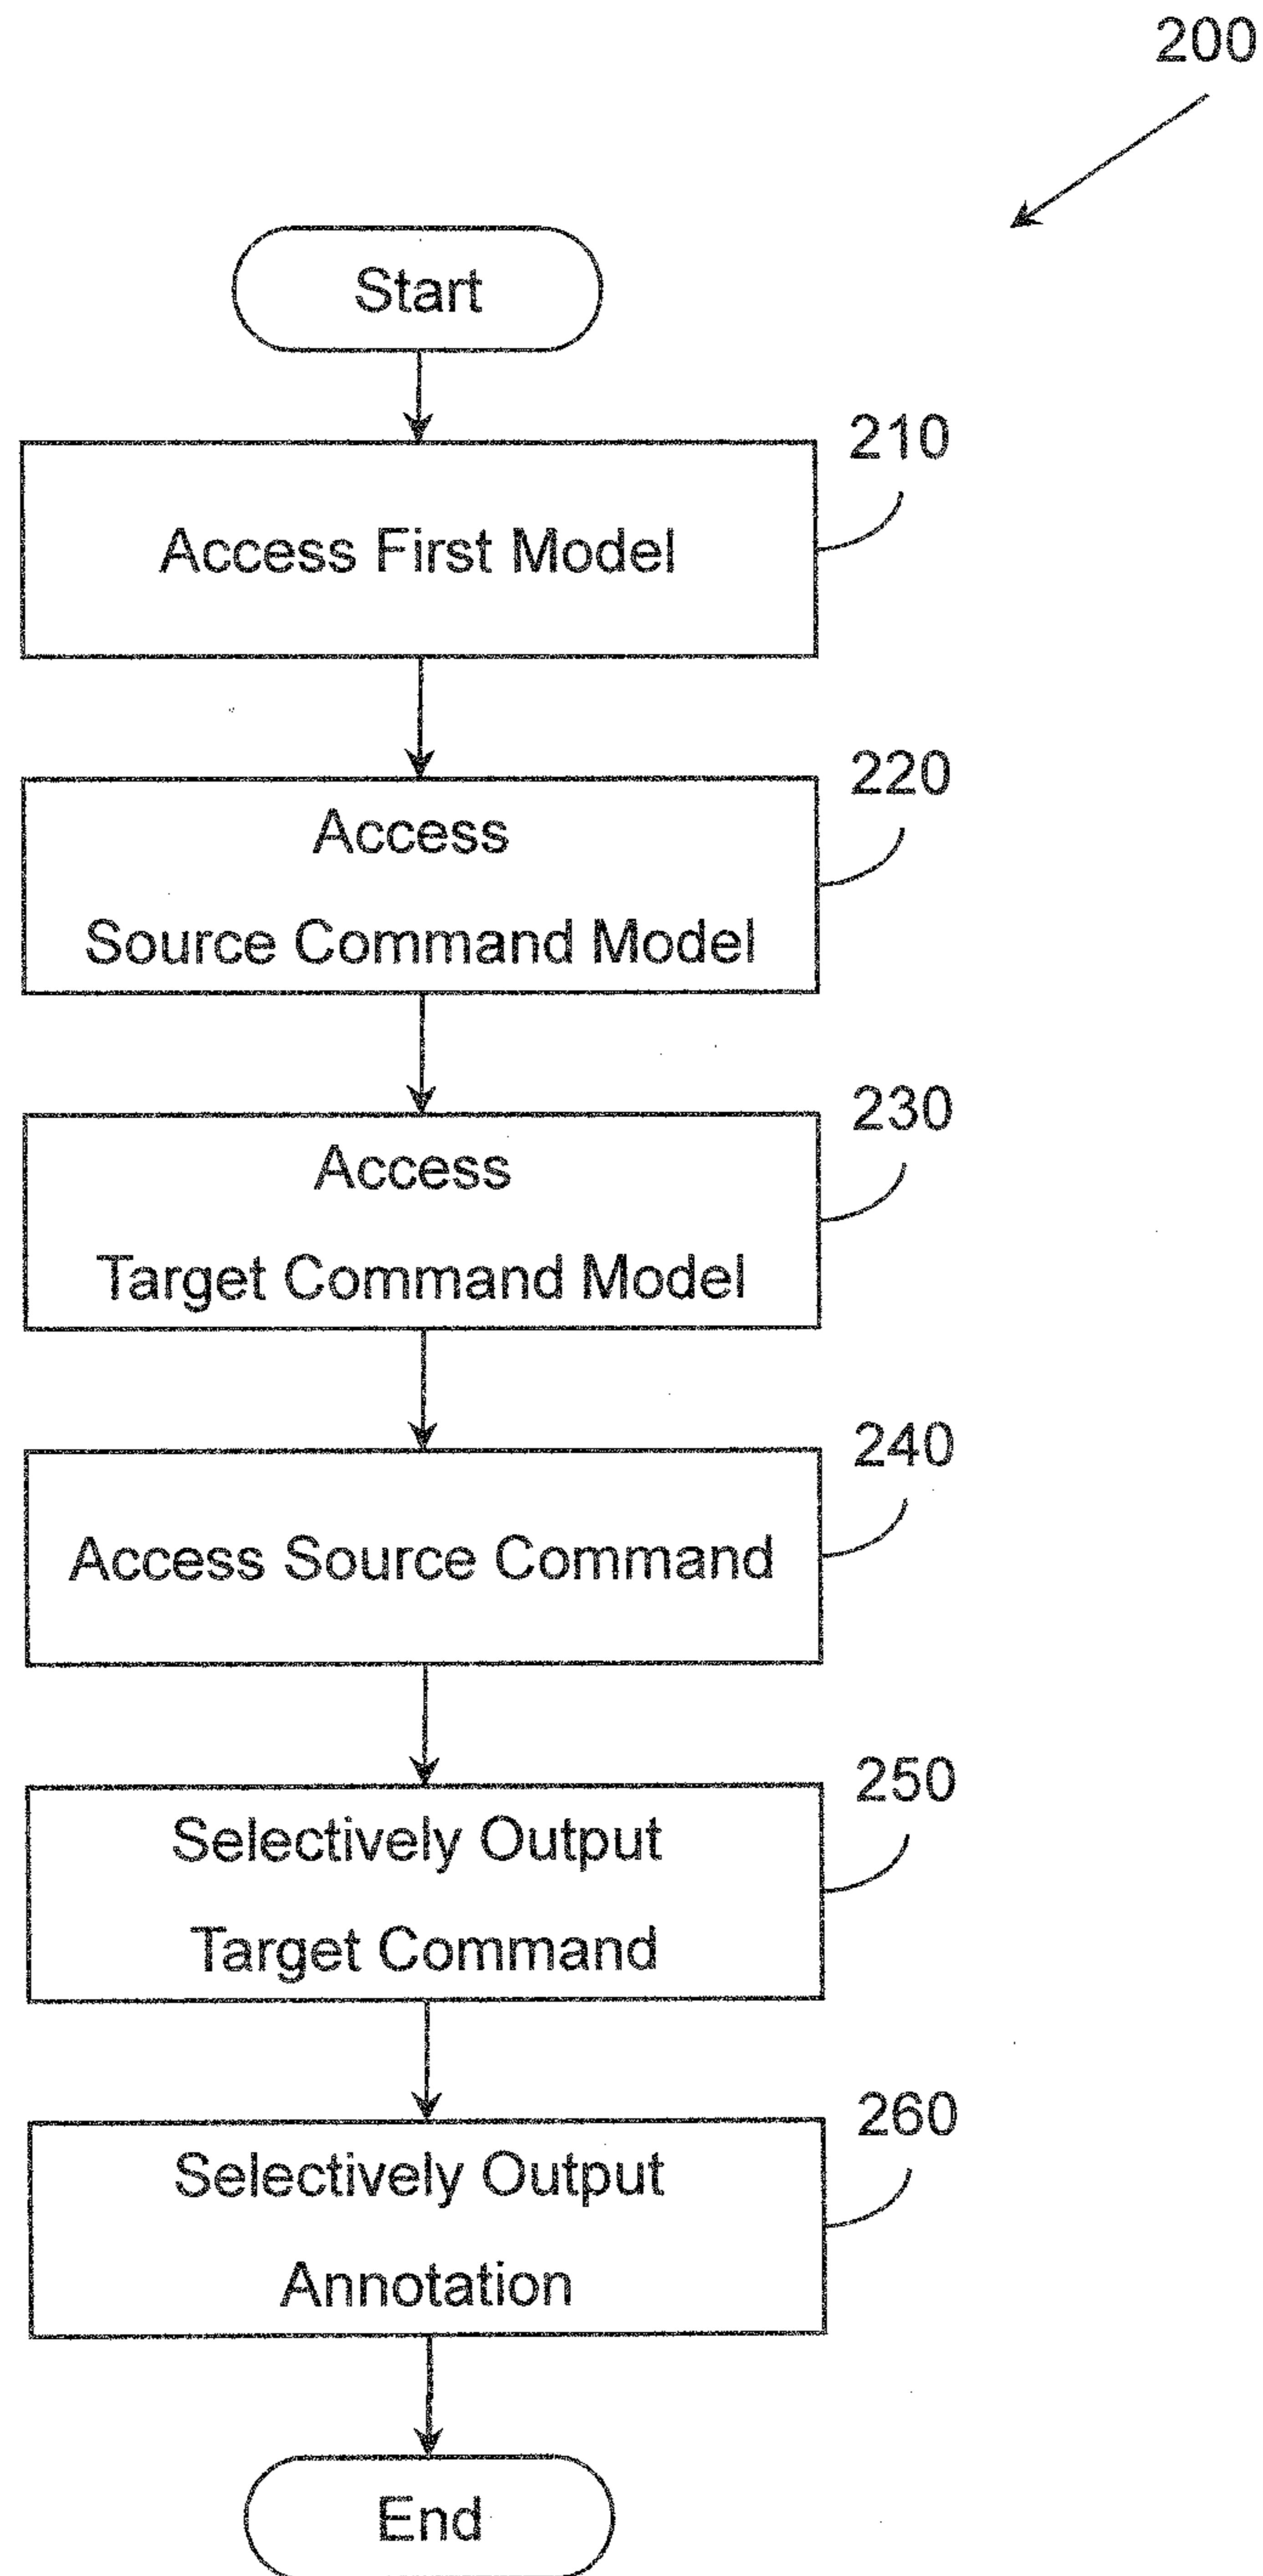 200
Start
210
Access First Model
220
Access
Source Command Model
230
Access
Target Command Model
240
Access Source Command
250
Selectively Output
Target Command
260
Selectively Output
Annotation
End